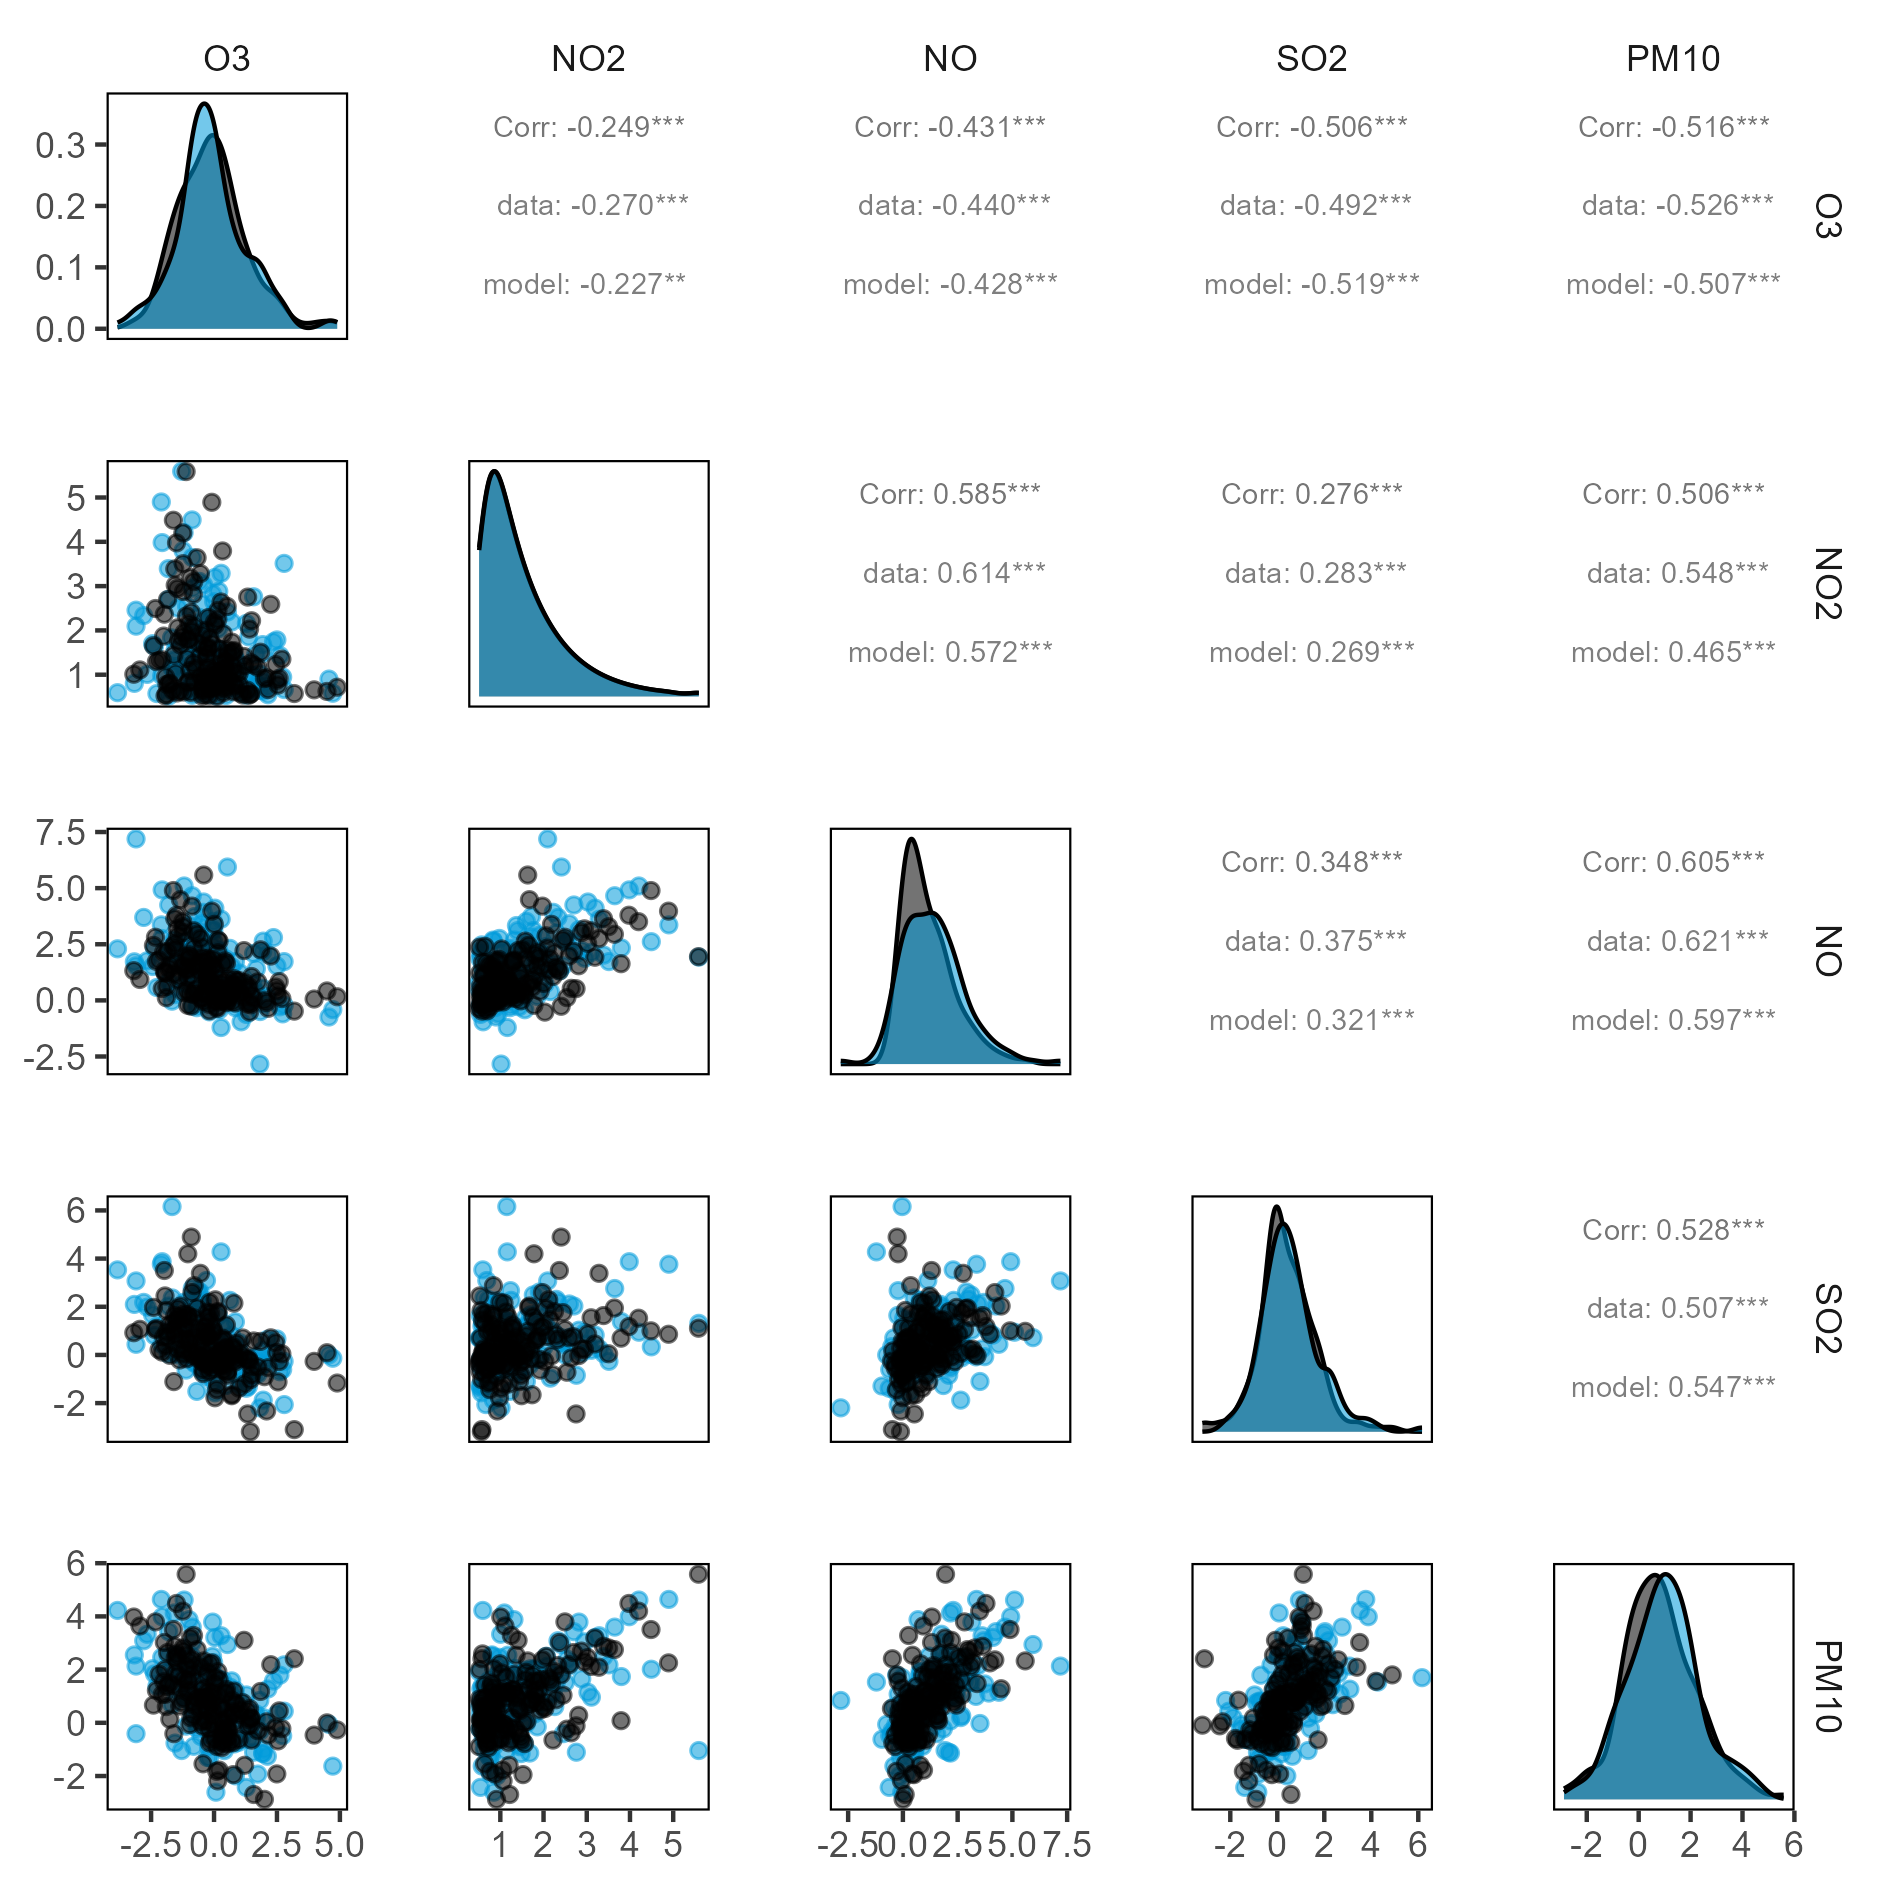 O3 NO2 NO SO2 PM10
Corr: -0.249*** Corr: -0.431*** Corr: -0.506*** Corr: -0.516***
0.3
data: -0.270*** data: -0.440*** data: -0.492*** data: -0.526***
0.2
O3
0.1
model: -0.227** model: -0.428*** model: -0.519*** model: -0.507***
0.0
5
Corr: 0.585*** Corr: 0.276*** Corr: 0.506***
4
data: 0.614*** data: 0.283*** data: 0.548***
NO2
3
2
model: 0.572*** model: 0.269*** model: 0.465***
1
7.5
Corr: 0.348*** Corr: 0.605***
5.0
2.5
data: 0.375*** data: 0.621***
NO
0.0
model: 0.321*** model: 0.597***
-2.5
6
Corr: 0.528***
4
2
data: 0.507***
SO2
0
model: 0.547***
-2
6
4
2
PM10
0
-2
-2.5 0.0 2.5 5.0 1 2 3 4 5 -2.5 0.0 2.5 5.0 7.5 -2 0 2 4 6 -2 0 2 4 6